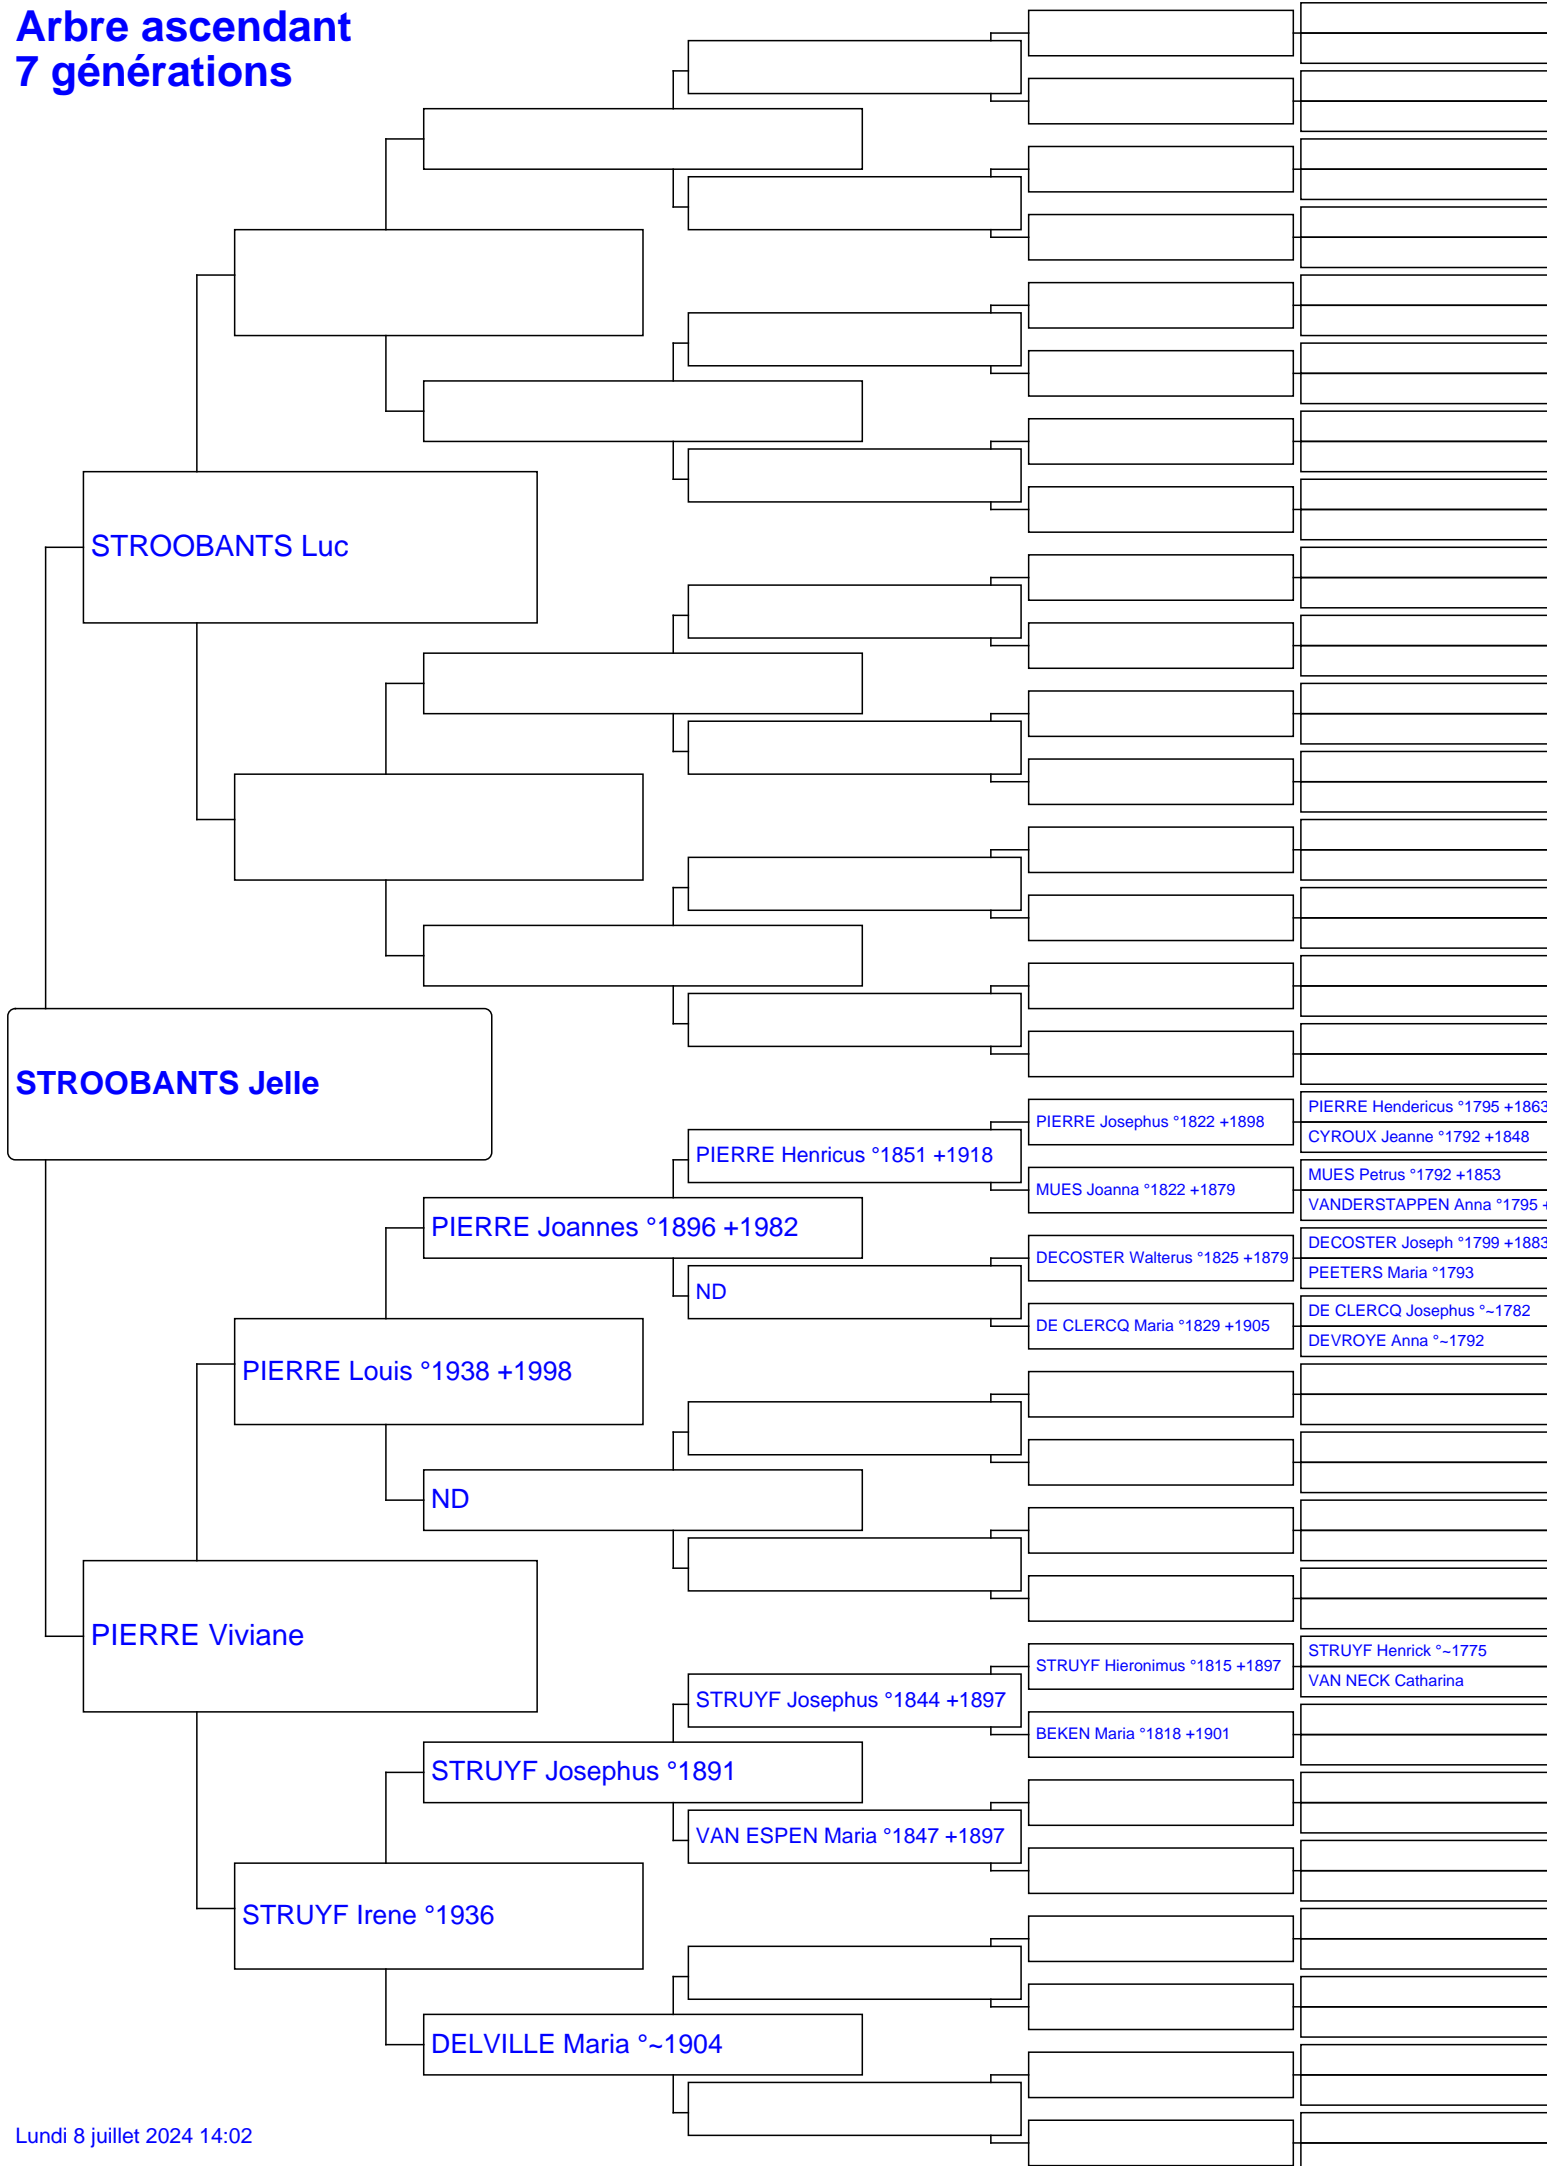 Arbre ascendant
7 générations
STROOBANTS Luc
STROOBANTS Jelle
PIERRE Josephus °1822 +1898
PIERRE Hendericus °1795 +1863
CYROUX Jeanne °1792 +1848
PIERRE Henricus °1851 +1918
MUES Joanna °1822 +1879
MUES Petrus °1792 +1853
VANDERSTAPPEN Anna °1795 +
PIERRE Joannes °1896 +1982
DECOSTER Walterus °1825 +1879
DECOSTER Joseph °1799 +1883
PEETERS Maria °1793
ND
DE CLERCQ Maria °1829 +1905
DE CLERCQ Josephus °~1782
DEVROYE Anna °~1792
PIERRE Louis °1938 +1998
ND
PIERRE Viviane
STRUYF Hieronimus °1815 +1897
STRUYF Henrick °~1775
VAN NECK Catharina
STRUYF Josephus °1844 +1897
BEKEN Maria °1818 +1901
STRUYF Josephus °1891
VAN ESPEN Maria °1847 +1897
STRUYF Irene °1936
DELVILLE Maria °~1904
Lundi 8 juillet 2024 14:02